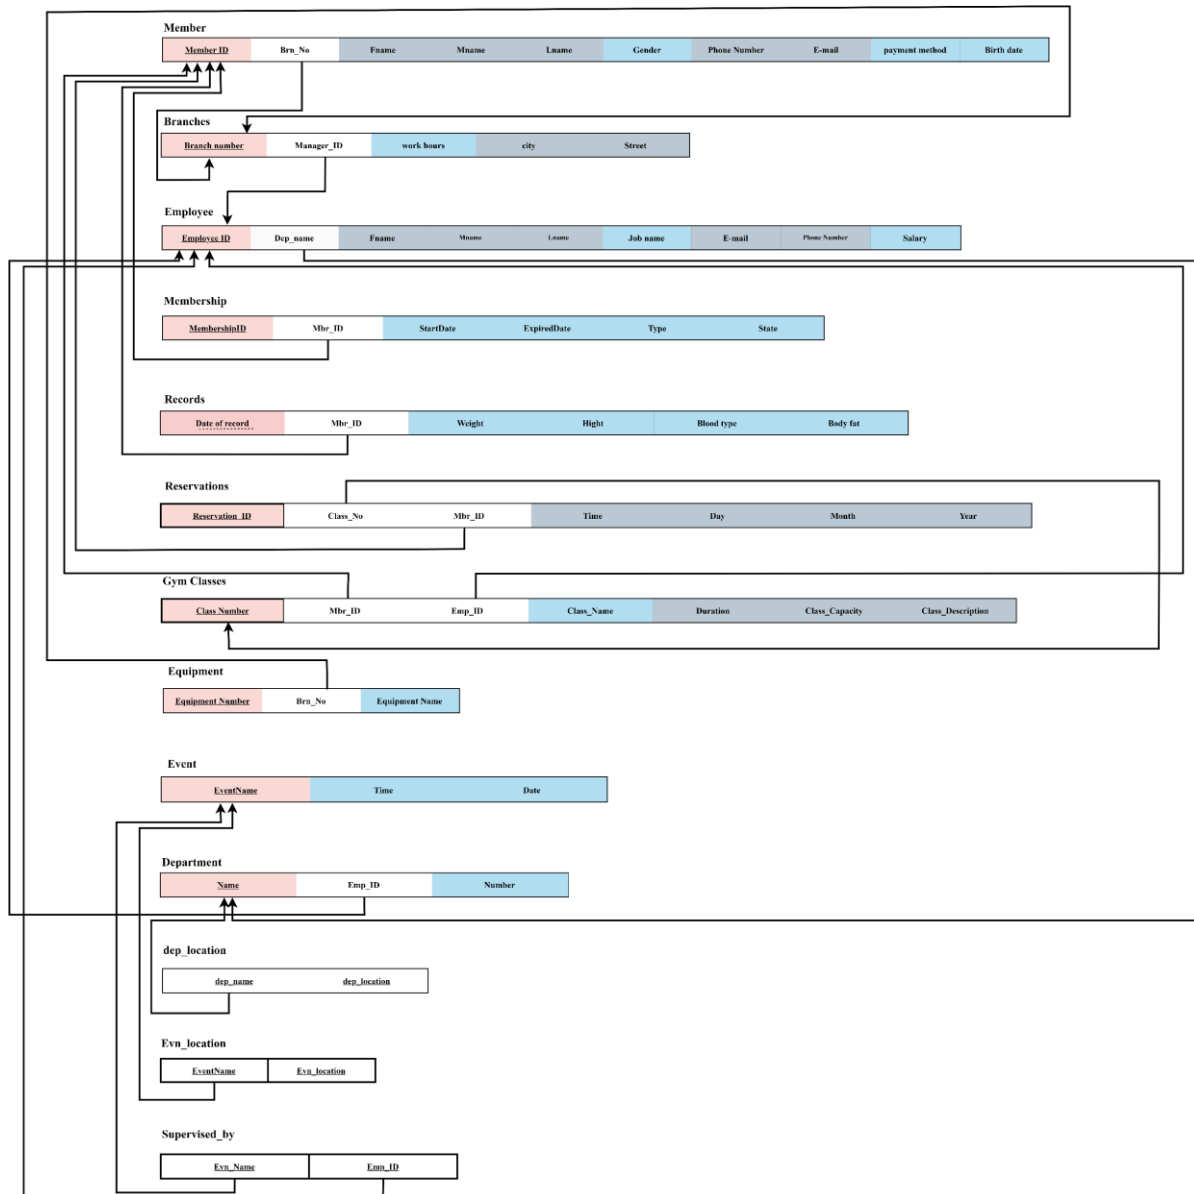 Member
Member ID Brn_No Fname Mname Lname Gender Phone Number E-mail payment method Birth date
Branches
Branch number Manager_ID work hours city Street
Employee
Employee ID Dep_name Fname Mname Lname Job name E-mail Phone Number Salary
Membership
MembershipID Mbr_ID StartDate ExpiredDate Type State
Records
Date of record Mbr_ID Weight Hight Blood type Body fat
Reservations
Reservation_ID Class_No Mbr_ID Time Day Month Year
Gym Classes
Class Number Mbr_ID Emp_ID Class_Name Duration Class_Capacity Class_Description
Equipment
Equipment Number Brn_No Equipment Name
Event
EventName Time Date
Department
Name Emp_ID Number
dep_location
dep_name dep_location
Evn_location
EventName Evn_location
Supervised_by
Evn_Name Emp_ID